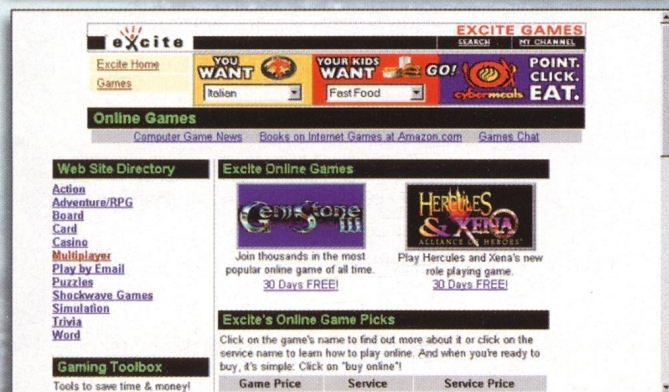 excite
EXCITE GAMES
SEARCH MY CHANNEL
Excite Home
Games
YOU WANT
Italian
YOUR KIDS WANT
Fast Food
GO!
cybermeals
POINT.
CLICK.
EAT.
Online Games
Computer Game News Books on Internet Games at Amazon.com Games Chat
Web Site Directory
Action
Adventure/RPG
Board
Card
Casino
Multiplayer
Play by Email
Puzzles
Shockwave Games
Simulation
Trivia
Word
Gaming Toolbox
Tools to save time & money!
Excite Online Games
GemStone III
Join thousands in the most
popular online game of all time.
30 Days FREE!
HERCULES
& XENA
ALLIANCE OF HEROES
Play Hercules and Xena's new
role playing game.
30 Days FREE!
Excite's Online Game Picks
Click on the game's name to find out more about it or click on the
service name to learn how to play online. And when you're ready to
buy, it's simple: Click on "buy online"!
Game Price Service Service Price